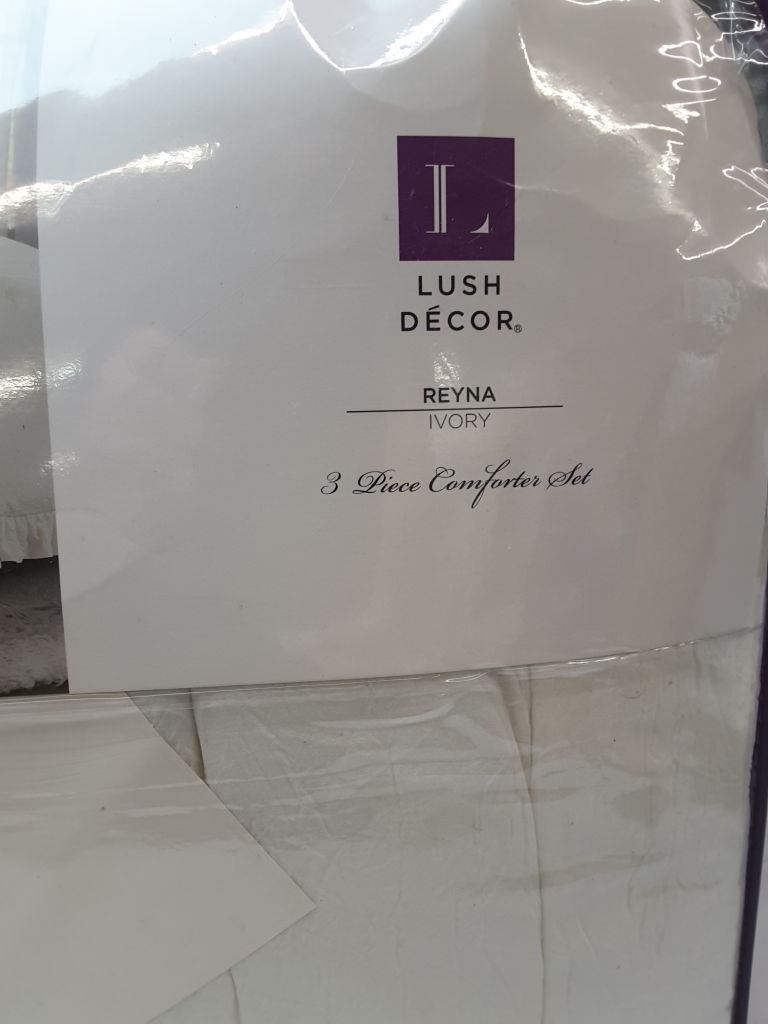 L
LUSH
DÉCOR®
REYNA
IVORY
3 Piece Comforter Set